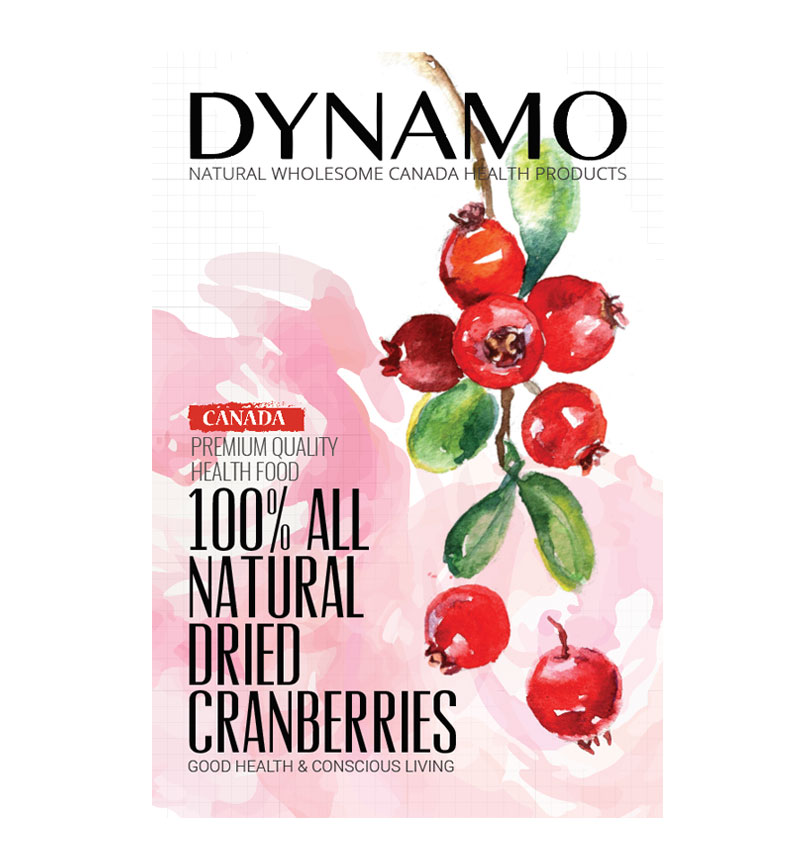 DYNAMO
NATURAL WHOLESOME CANADA HEALTH PRODUCTS
CANADA
PREMIUM QUALITY
HEALTH FOOD
100% ALL
NATURAL
DRIED
CRANBERRIES
GOOD HEALTH & CONSCIOUS LIVING